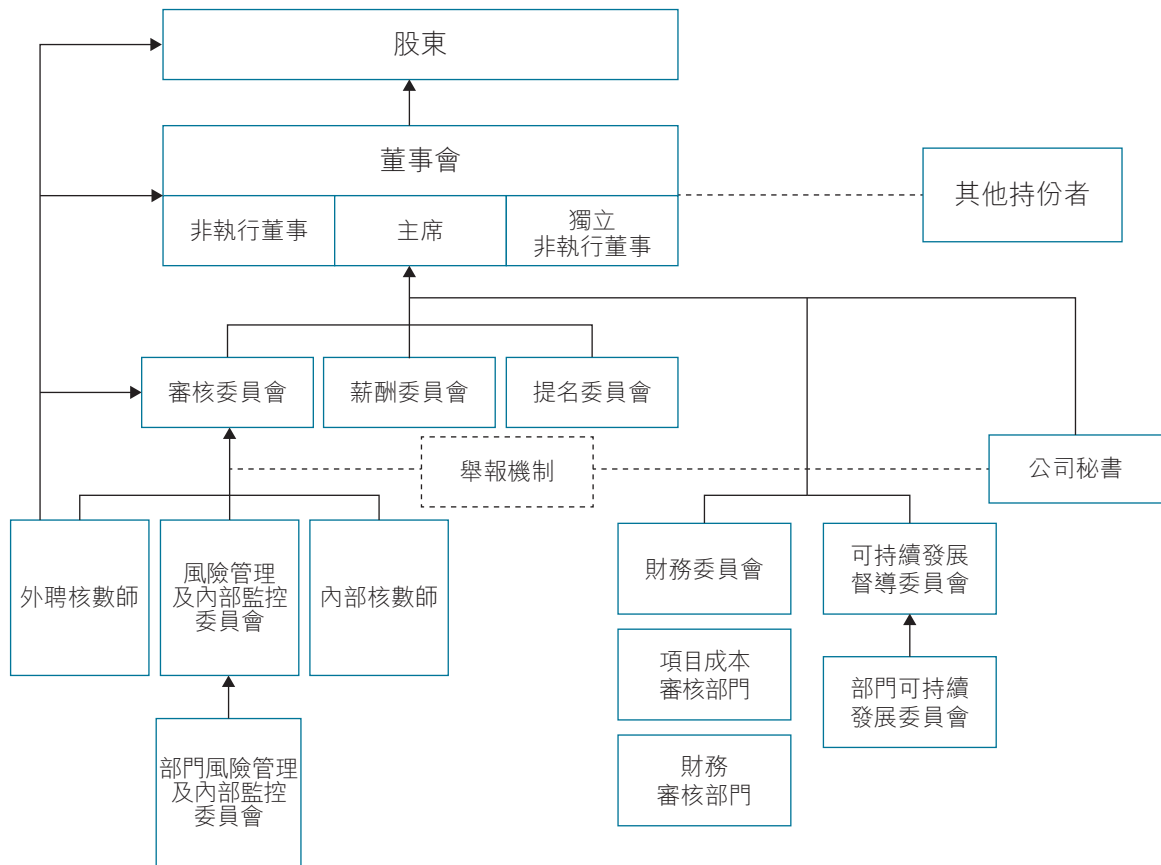 股東
董事會
其他持份者
非執行董事
主席
獨立
非執行董事
審核委員會
薪酬委員會
提名委員會
舉報機制
公司秘書
外聘核數師
風險管理
及內部監控
委員會
內部核數師
財務委員會
可持續發展
督導委員會
項目成本
審核部門
部門可持續
發展委員會
部門風險管理
及內部監控
委員會
財務
審核部門